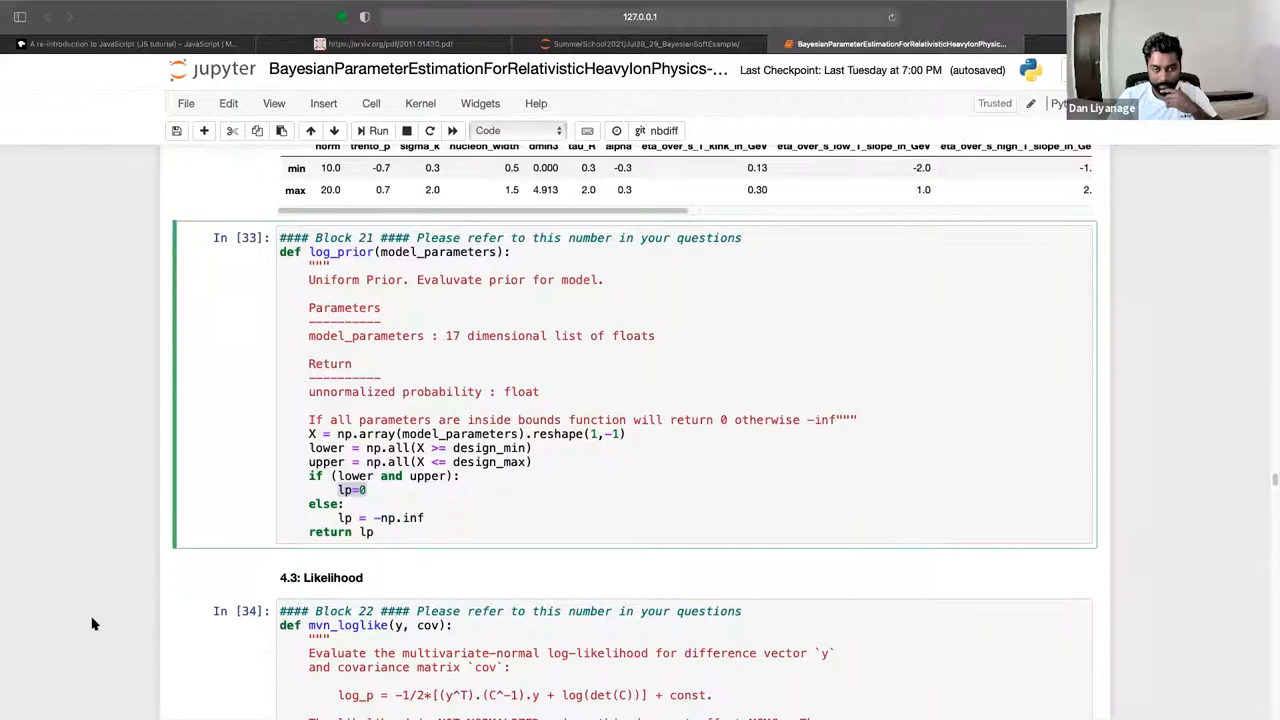 127.0.0.1
A re-introduction to JavaScript (JS tutorial) - JavaScript | M...
https://arxiv.org/pdf/2011.01430.pdf
SummerSchool2021/Jul28_29_BayesianSoftExample/
BayesianParameterEstimationForRelativisticHeavyIonPhysic...
jupyter BayesianParameterEstimationForRelativisticHeavyIonPhysics-... Last Checkpoint: Last Tuesday at 7:00 PM (autosaved)
Dan Liyanage
File Edit View Insert Cell Kernel Widgets Help Trusted
Run Code nbdiff
norm trento_p sigma_k nucleon_width dmin3 tau_R alpha eta_over_s_T_kink_in_GeV eta_over_s_low_T_slope_in_GeV eta_over_s_high_T_slope_in_Ge
min 10.0 -0.7 0.3 0.5 0.000 0.3 -0.3 0.13 -2.0 -1.
max 20.0 0.7 2.0 1.5 4.913 2.0 0.3 0.30 1.0 2.
In [33]: #### Block 21 #### Please refer to this number in your questions
def log_prior(model_parameters):
"""
Uniform Prior. Evaluvate prior for model.
Parameters
----------
model_parameters : 17 dimensional list of floats
Return
----------
unnormalized probability : float
If all parameters are inside bounds function will return 0 otherwise -inf"""
X = np.array(model_parameters).reshape(1,-1)
lower = np.all(X >= design_min)
upper = np.all(X <= design_max)
if (lower and upper):
lp=0
else:
lp = -np.inf
return lp
4.3: Likelihood
In [34]: #### Block 22 #### Please refer to this number in your questions
def mvn_loglike(y, cov):
"""
Evaluate the multivariate-normal log-likelihood for difference vector `y`
and covariance matrix `cov`:
log_p = -1/2*[(y^T).(C^-1).y + log(det(C))] + const.